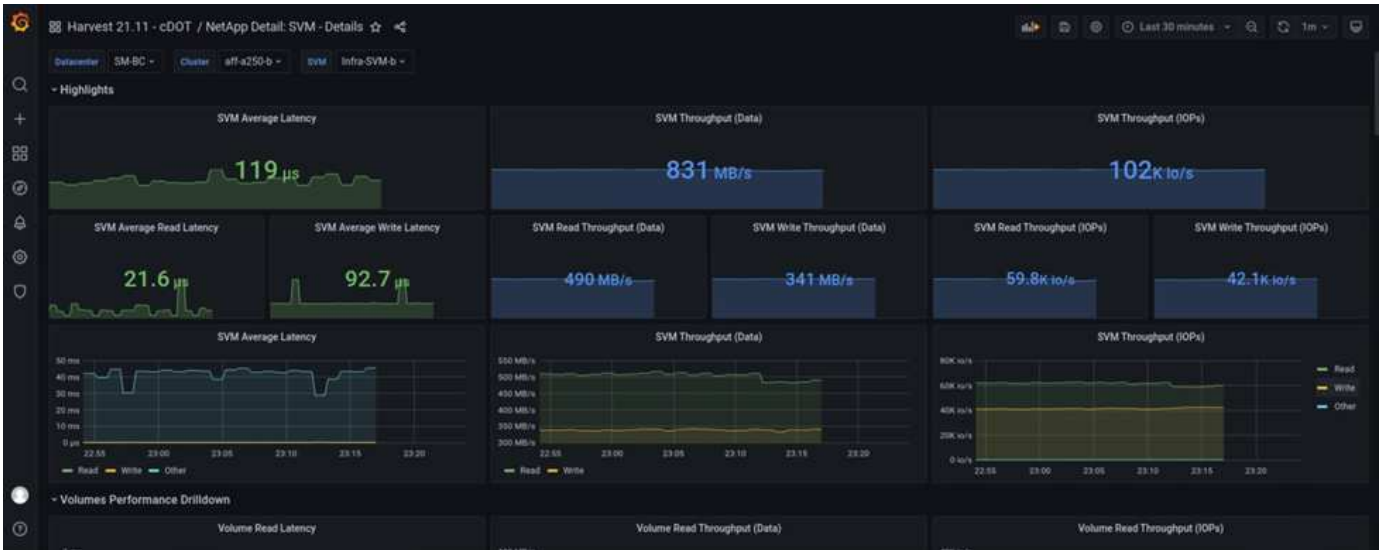 Harvest 21.11 - cDOT / NetApp Detail: SVM - Details
Last 30 minutes 1m
Datacenter SM-BC Cluster aff-a250-b SVM Infra-SVM-b
Highlights
SVM Average Latency
119 µs
SVM Throughput (Data)
831 MB/s
SVM Throughput (IOPs)
102K Io/s
SVM Average Read Latency
21.6 µs
SVM Average Write Latency
92.7 µs
SVM Read Throughput (Data)
490 MB/s
SVM Write Throughput (Data)
341 MB/s
SVM Read Throughput (IOPs)
59.8K Io/s
SVM Write Throughput (IOPs)
42.1K Io/s
SVM Average Latency
50 ms
40 ms
30 ms
20 ms
10 ms
0 µs
22:55 23:00 23:05 23:10 23:15 23:20
Read Write Other
SVM Throughput (Data)
550 MB/s
500 MB/s
450 MB/s
400 MB/s
350 MB/s
300 MB/s
22:55 23:00 23:05 23:10 23:15 23:20
Read Write
SVM Throughput (IOPs)
80K io/s
60K io/s
40K io/s
20K io/s
0 io/s
22:55 23:00 23:05 23:10 23:15 23:20
Read
Write
Other
Volumes Performance Drilldown
Volume Read Latency
Volume Read Throughput (Data)
Volume Read Throughput (IOPs)